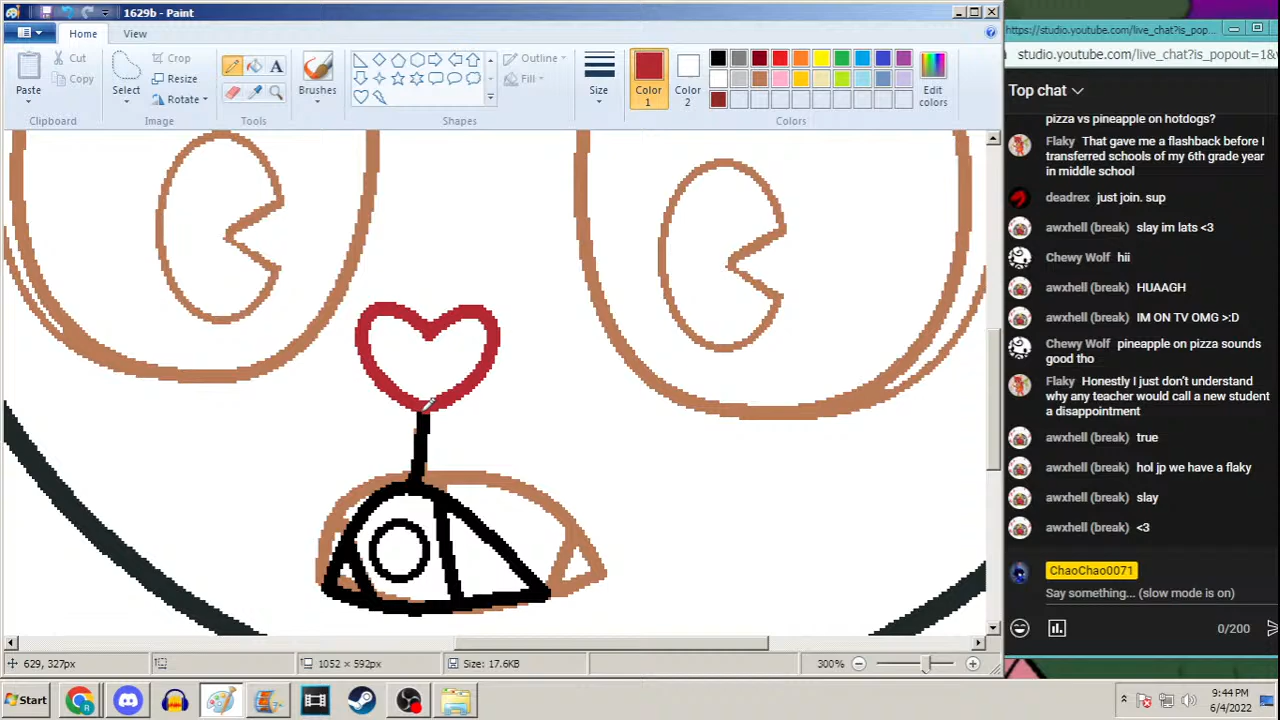 1629b - Paint
https://studio.youtube.com/live_chat?is_pop...
Home
View
studio.youtube.com/live_chat?is_popout=1&
Paste
Cut
Copy
Clipboard
Select
Crop
Resize
Rotate
Image
A
Tools
Brushes
Outline
Fill
Shapes
Size
Color
1
Color
2
Edit
colors
Colors
Top chat
pizza vs pineapple on hotdogs?
Flaky That gave me a flashback before I
transferred schools of my 6th grade year
in middle school
deadrex just join. sup
awxhell (break) slay im lats <3
Chewy Wolf hii
awxhell (break) HUAAGH
awxhell (break) IM ON TV OMG >:D
Chewy Wolf pineapple on pizza sounds
good tho
Flaky Honestly I just don't understand
why any teacher would call a new student
a disappointment
awxhell (break) true
awxhell (break) hol jp we have a flaky
awxhell (break) slay
awxhell (break) <3
ChaoChao0071
Say something... (slow mode is on)
0/200
629, 327px
1052 × 592px
Size: 17.6KB
300%
Start
9:44 PM
6/4/2022